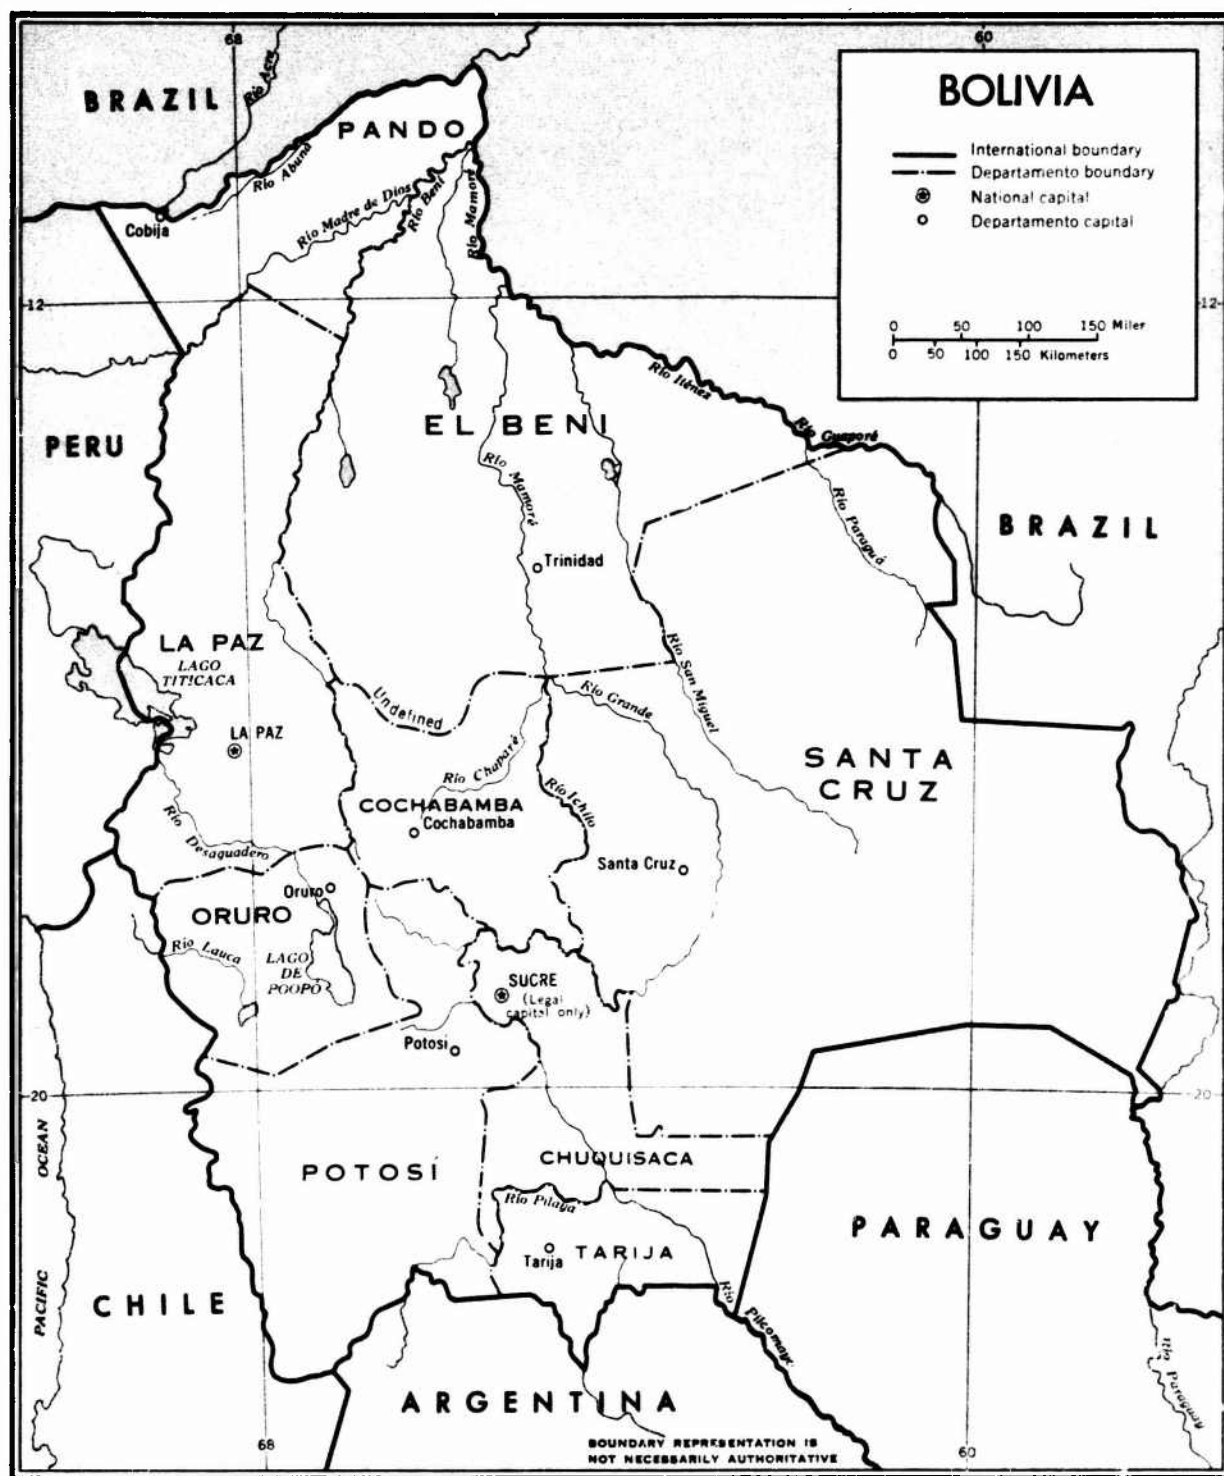 68
60
BRAZIL
Río Acre
BOLIVIA
International boundary
Departamento boundary
National capital
Departamento capital
0 50 100 150 Miler
0 50 100 150 Kilometers
PANDO
Río Abuná
Río Madre de Dios
Río Beni
Río Mamoré
Cobija
12
12
Río Iténez
Río Guaporé
PERU
EL BENI
Río Mamoré
Río Paraguá
BRAZIL
Trinidad
LA PAZ
LAGO
TITICACA
Río San Miguel
Río Grande
Undefined
LA PAZ
SANTA
CRUZ
Río Chaparé
Río Ichilo
COCHABAMBA
Cochabamba
Río Desaguadero
Santa Cruz
Oruro
ORURO
Río Lauca
LAGO
DE
POOPÓ
SUCRE
(Legal
capital only)
Potosí
20
20
PACIFIC OCEAN
POTOSÍ
CHUQUISACA
Río Pilaya
PARAGUAY
Tarija
TARIJA
CHILE
Río Pilcomayo
Río Paraguay
ARGENTINA
BOUNDARY REPRESENTATION IS
NOT NECESSARILY AUTHORITATIVE
68
60